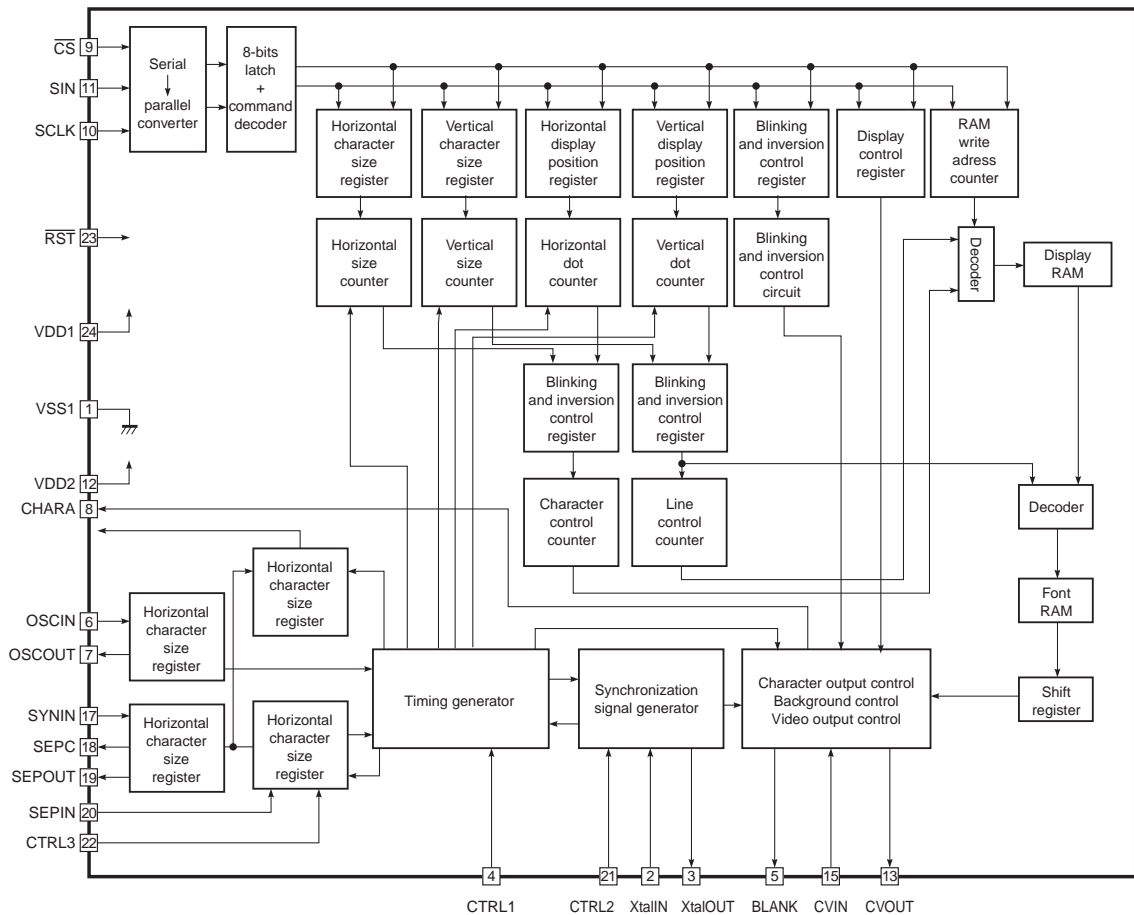 CS
9
SIN
11
SCLK
10
Serial
parallel
converter
8-bits
latch
+
command
decoder
Horizontal
character
size
register
Vertical
character
size
register
Horizontal
display
position
register
Vertical
display
position
register
Blinking
and inversion
control
register
Display
control
register
RAM
write
adress
counter
RST
23
Horizontal
size
counter
Vertical
size
counter
Horizontal
dot
counter
Vertical dot
counter
Blinking
and inversion
control
circuit
Decoder
Display
RAM
VDD1
24
VSS1
1
Blinking
and inversion
control
register
Blinking
and inversion
control
register
VDD2
12
CHARA
8
Character
control
counter
Line
control
counter
Decoder
Horizontal
character
size
register
Font
RAM
OSCIN
6
OSCOUT
7
Horizontal
character
size
register
Timing generator
Synchronization
signal generator
Character output control
Background control
Video output control
Shift
register
SYNIN
17
SEPC
18
SEPOUT
19
Horizontal
character
size
register
Horizontal
character
size
register
SEPIN
20
CTRL3
22
4
21
2
3
5
15
13
CTRL1
CTRL2
XtalIN
XtalOUT
BLANK
CVIN
CVOUT